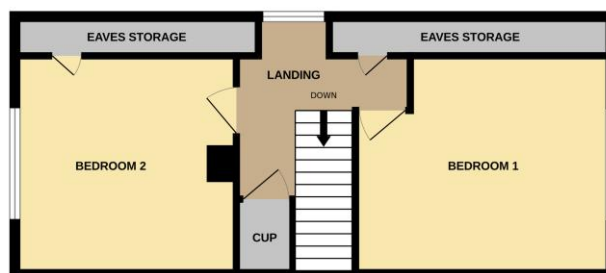 EAVES STORAGE
EAVES STORAGE
LANDING
DOWN
BEDROOM 2
BEDROOM 1
CUP